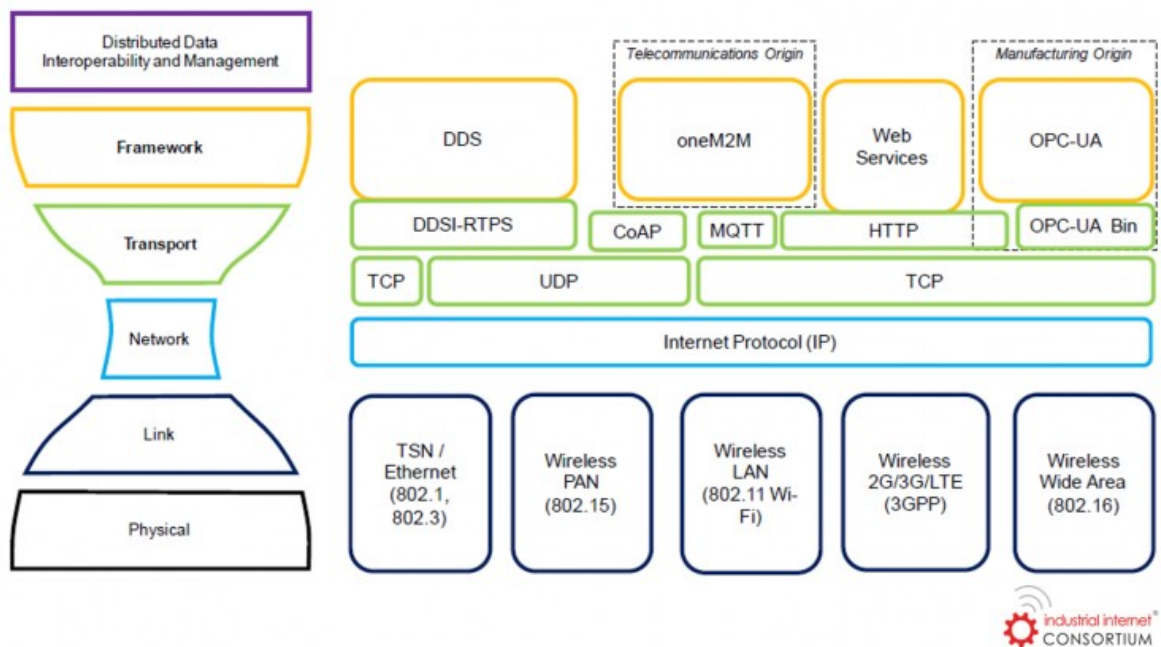 Distributed Data
Interoperability and Management
Framework
Transport
Network
Link
Physical
Telecommunications Origin
Manufacturing Origin
DDS
oneM2M
Web
Services
OPC-UA
DDSI-RTPS
CoAP
MQTT
HTTP
OPC-UA Bin
TCP
UDP
TCP
Internet Protocol (IP)
TSN /
Ethernet
(802.1,
802.3)
Wireless
PAN
(802.15)
Wireless
LAN
(802.11 Wi-
Fi)
Wireless
2G/3G/LTE
(3GPP)
Wireless
Wide Area
(802.16)
industrial internet®
CONSORTIUM